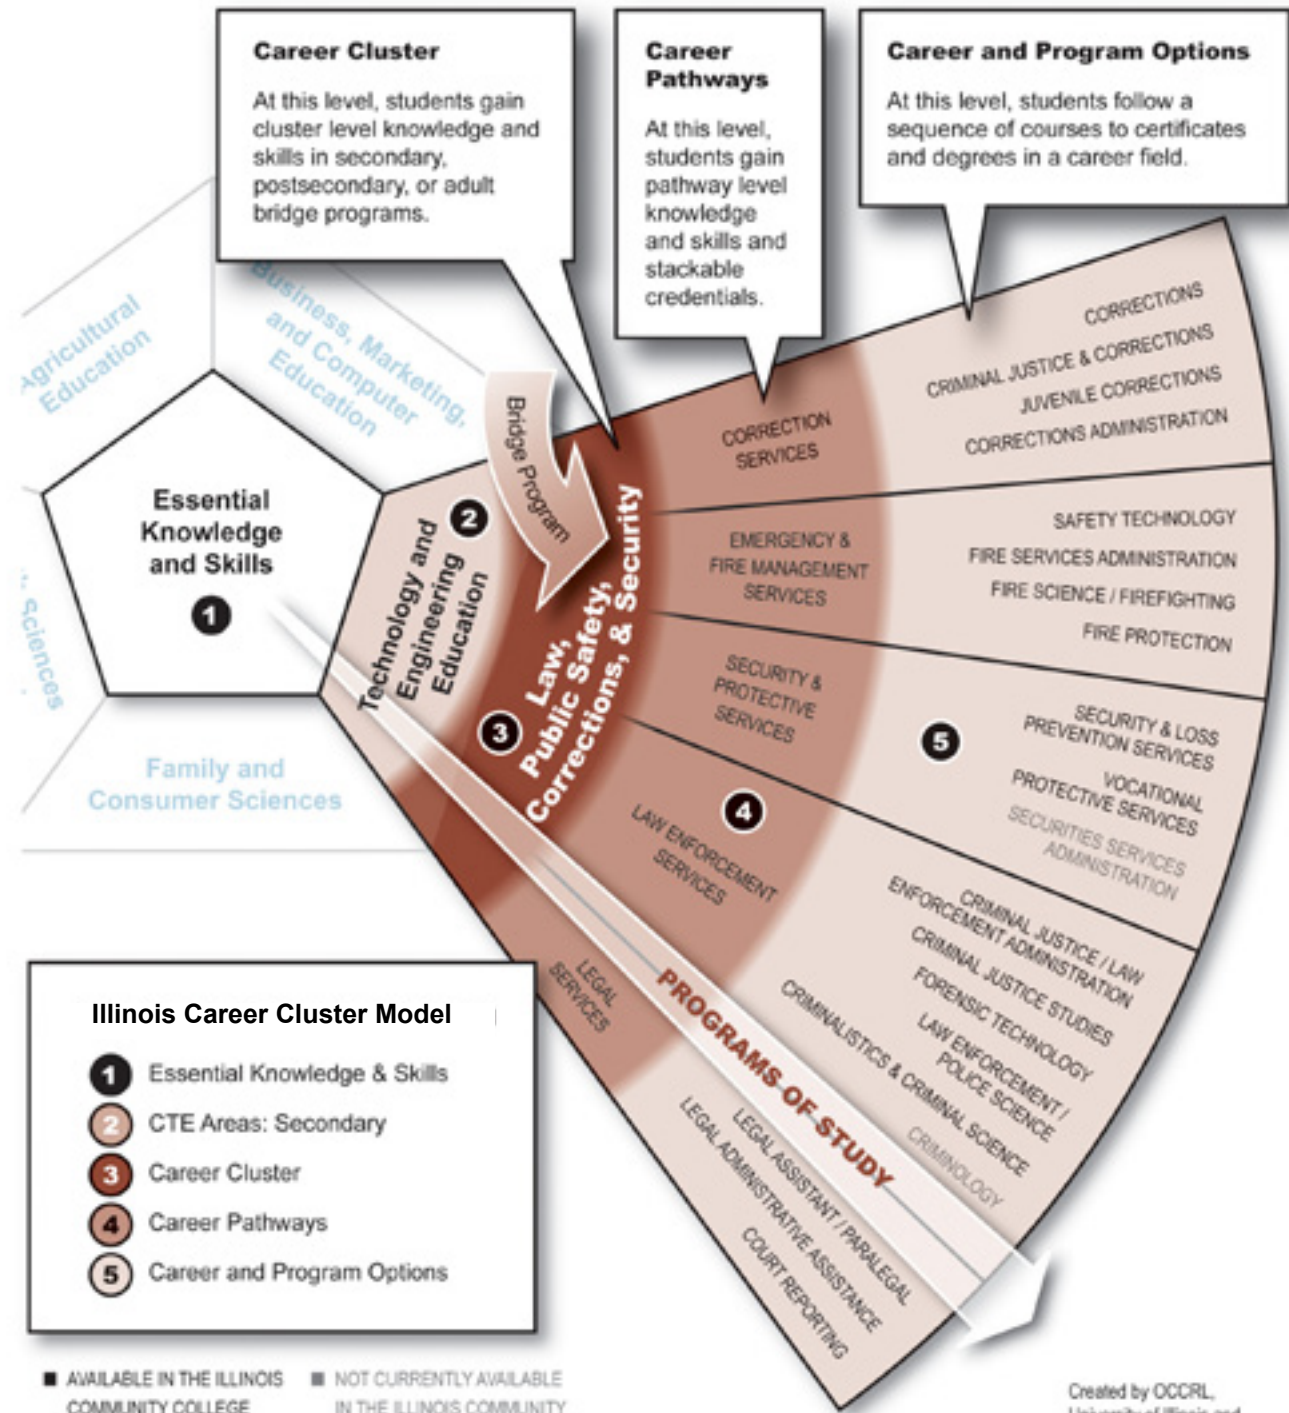 Career Cluster
At this level, students gain
cluster level knowledge and
skills in secondary,
postsecondary, or adult
bridge programs.
Career
Pathways
At this level,
students gain
pathway level
knowledge
and skills and
stackable
credentials.
Career and Program Options
At this level, students follow a
sequence of courses to certificates
and degrees in a career field.
Agricultural
Education
Business, Marketing,
and Computer
Education
Sciences
Family and
Consumer Sciences
Essential
Knowledge
and Skills
1
2
Technology and
Engineering
Education
Bridge Program
3
Law,
Public Safety,
Corrections, & Security
CORRECTION
SERVICES
EMERGENCY &
FIRE MANAGEMENT
SERVICES
SECURITY &
PROTECTIVE
SERVICES
4
LAW ENFORCEMENT
SERVICES
LEGAL
SERVICES
PROGRAMS OF STUDY
CORRECTIONS
CRIMINAL JUSTICE & CORRECTIONS
JUVENILE CORRECTIONS
CORRECTIONS ADMINISTRATION
SAFETY TECHNOLOGY
FIRE SERVICES ADMINISTRATION
FIRE SCIENCE / FIREFIGHTING
FIRE PROTECTION
5
SECURITY & LOSS
PREVENTION SERVICES
VOCATIONAL
PROTECTIVE SERVICES
SECURITIES SERVICES
ADMINISTRATION
CRIMINAL JUSTICE / LAW
ENFORCEMENT ADMINISTRATION
CRIMINAL JUSTICE STUDIES
FORENSIC TECHNOLOGY
LAW ENFORCEMENT /
POLICE SCIENCE
CRIMINALISTICS & CRIMINAL SCIENCE
CRIMINOLOGY
LEGAL ASSISTANT / PARALEGAL
LEGAL ADMINISTRATIVE ASSISTANCE
COURT REPORTING
Illinois Career Cluster Model
1 Essential Knowledge & Skills
2 CTE Areas: Secondary
3 Career Cluster
4 Career Pathways
5 Career and Program Options
AVAILABLE IN THE ILLINOIS
COMMUNITY COLLEGE
NOT CURRENTLY AVAILABLE
IN THE ILLINOIS COMMUNITY
Created by OCCRL,
University of Illinois and